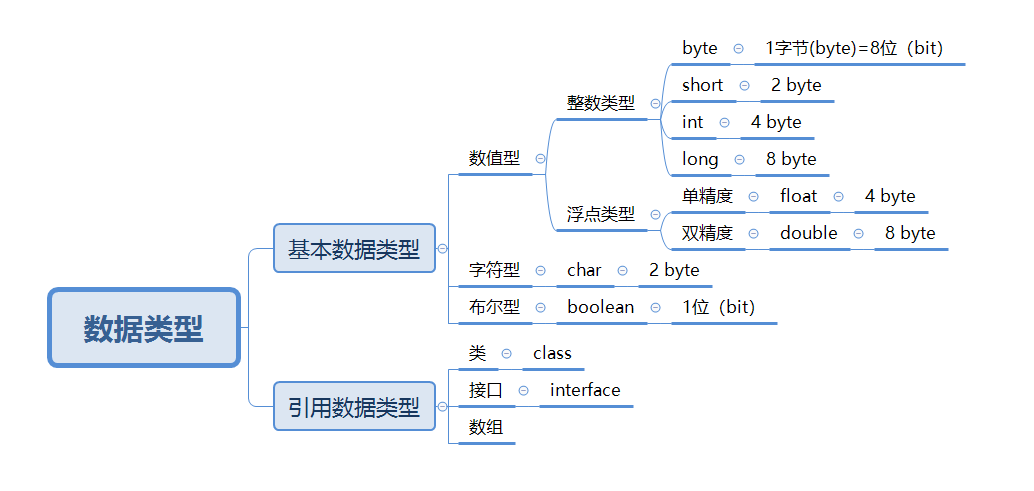 数据类型
基本数据类型
数值型
整数类型
byte 1字节(byte)=8位（bit）
short 2 byte
int 4 byte
long 8 byte
浮点类型
单精度 float 4 byte
双精度 double 8 byte
字符型 char 2 byte
布尔型 boolean 1位（bit）
引用数据类型
类 class
接口 interface
数组